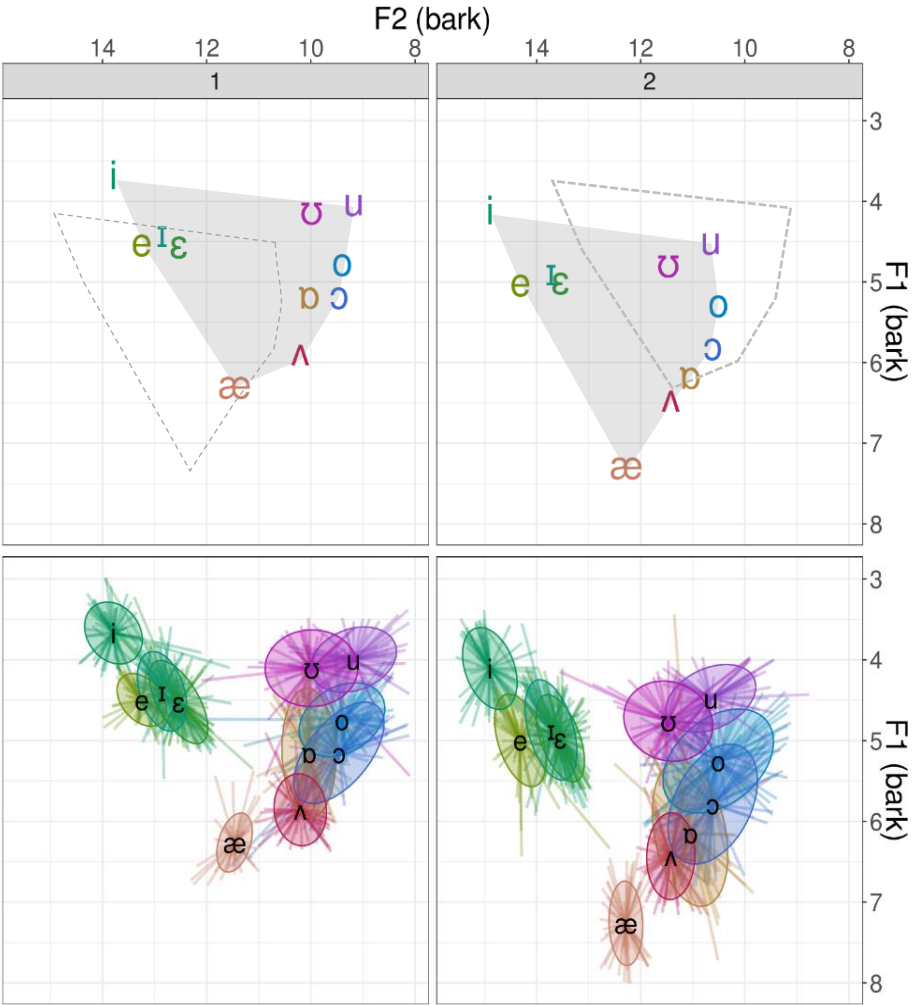 F2 (bark)
14 12 10 8 14 12 10 8
1 2
3
i ʊ u i 4
e ɪ ɛ o ʊ u
ɑ ɔ e ɪ ɛ o 5
ʌ ɔ
æ ɑ 6
ʌ
7
æ
8
F1 (bark)
3
i ʊ u i 4
e ɪ ɛ o ʊ u
ɑ ɔ e ɪ ɛ o 5
ʌ ɔ 6
æ ɑ
ʌ
7
æ
8
F1 (bark)